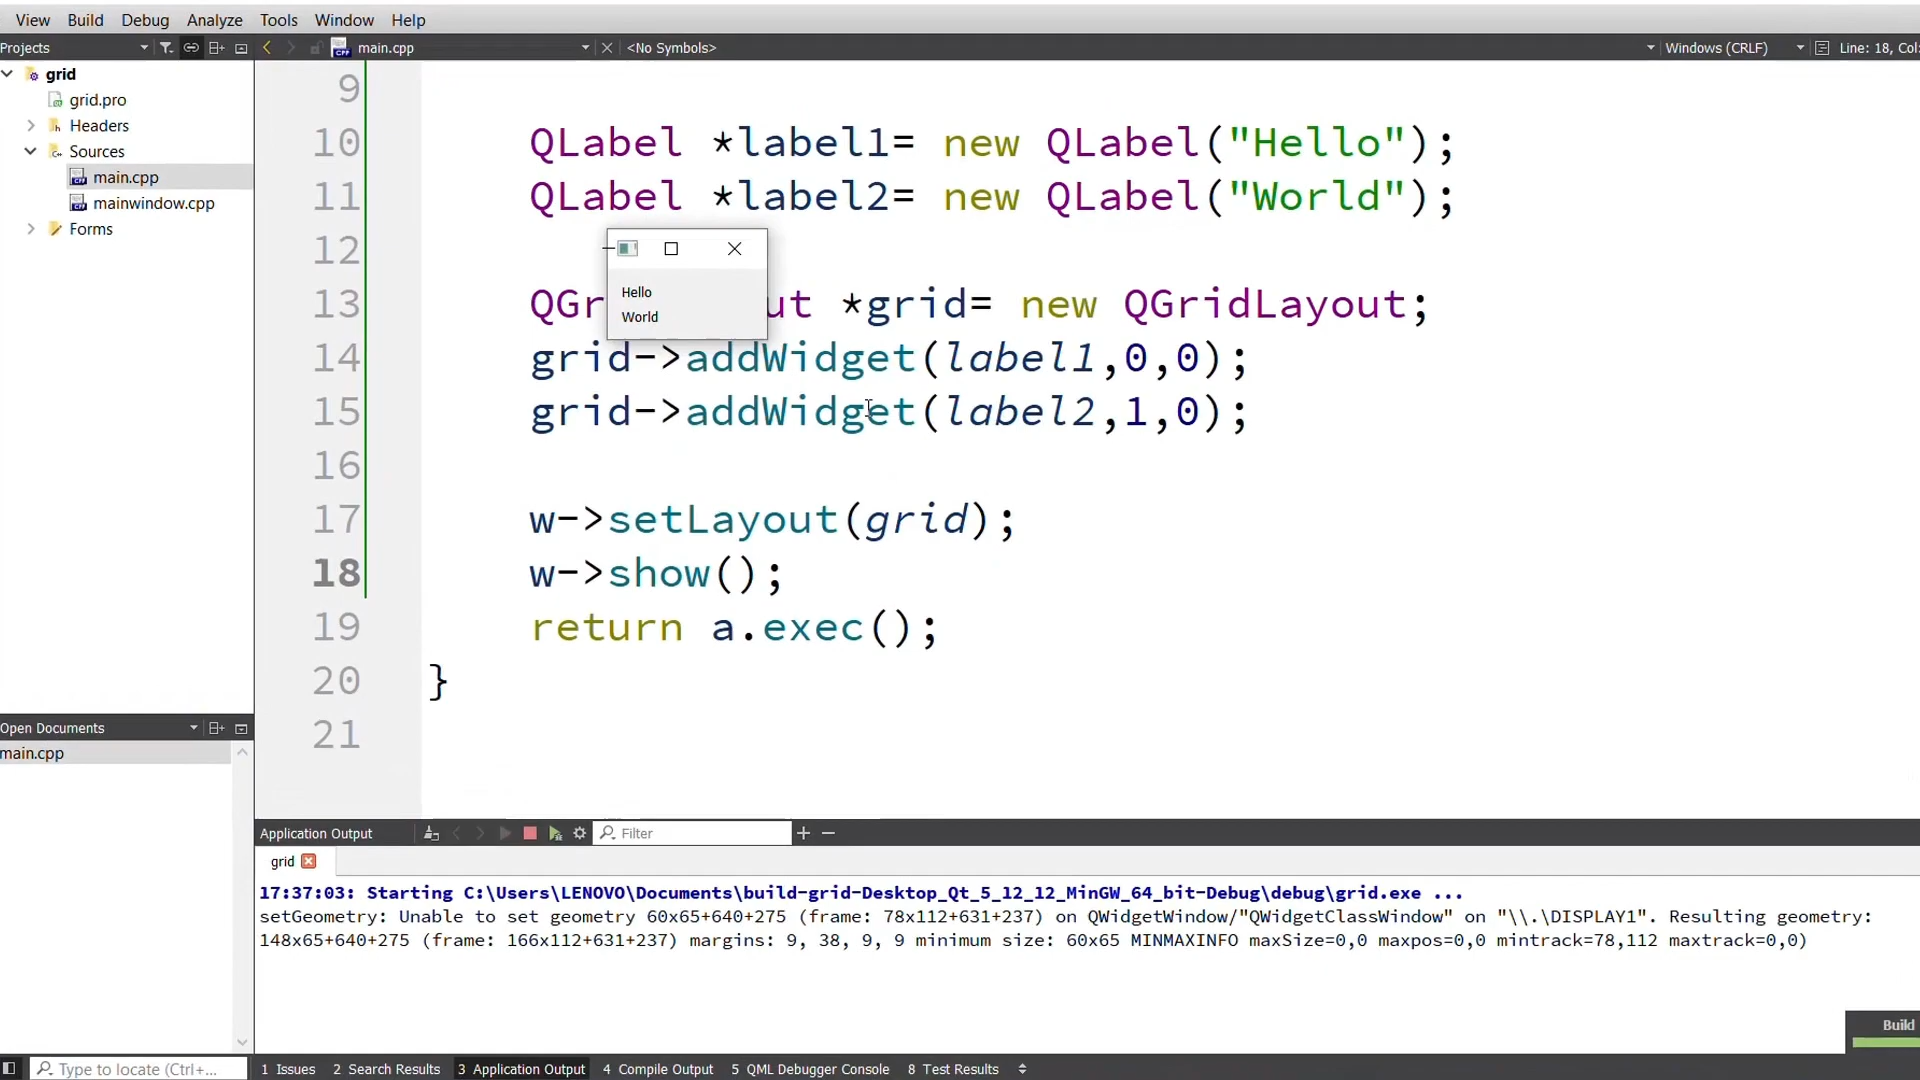 View Build Debug Analyze Tools Window Help
Projects main.cpp <No Symbols> Windows (CRLF) Line: 18, Col:
grid
grid.pro
Headers
Sources
main.cpp
mainwindow.cpp
Forms
9
10 QLabel *label1= new QLabel("Hello");
11 QLabel *label2= new QLabel("World");
12
Hello
World
13 QGr ut *grid= new QGridLayout;
14 grid->addWidget(label1,0,0);
15 grid->addWidget(label2,1,0);
16
17 w->setLayout(grid);
18 w->show();
19 return a.exec();
20 }
21
Open Documents
main.cpp
Application Output Filter
grid
17:37:03: Starting C:\Users\LENOVO\Documents\build-grid-Desktop_Qt_5_12_12_MinGW_64_bit-Debug\debug\grid.exe ...
setGeometry: Unable to set geometry 60x65+640+275 (frame: 78x112+631+237) on QWidgetWindow/"QWidgetClassWindow" on "\\.\DISPLAY1". Resulting geometry:
148x65+640+275 (frame: 166x112+631+237) margins: 9, 38, 9, 9 minimum size: 60x65 MINMAXINFO maxSize=0,0 maxpos=0,0 mintrack=78,112 maxtrack=0,0)
Build
Type to locate (Ctrl+... 1 Issues 2 Search Results 3 Application Output 4 Compile Output 5 QML Debugger Console 8 Test Results